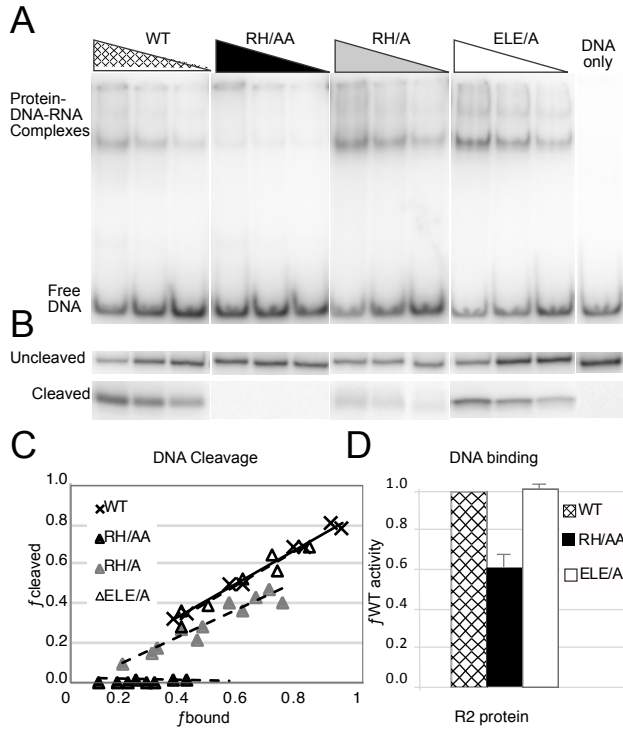 A
WT RH/AA RH/A ELE/A DNA only
Protein-
DNA-RNA
Complexes
Free
DNA
B
Uncleaved
Cleaved
C
DNA Cleavage
1.0
0.8
0.6
0.4
0.2
0.0
fcleaved
WT
RH/AA
RH/A
ELE/A
0 0.2 0.4 0.6 0.8 1
fbound
D
DNA binding
1.0
0.8
0.6
0.4
0.2
0.0
fWT activity
WT
RH/AA
ELE/A
R2 protein